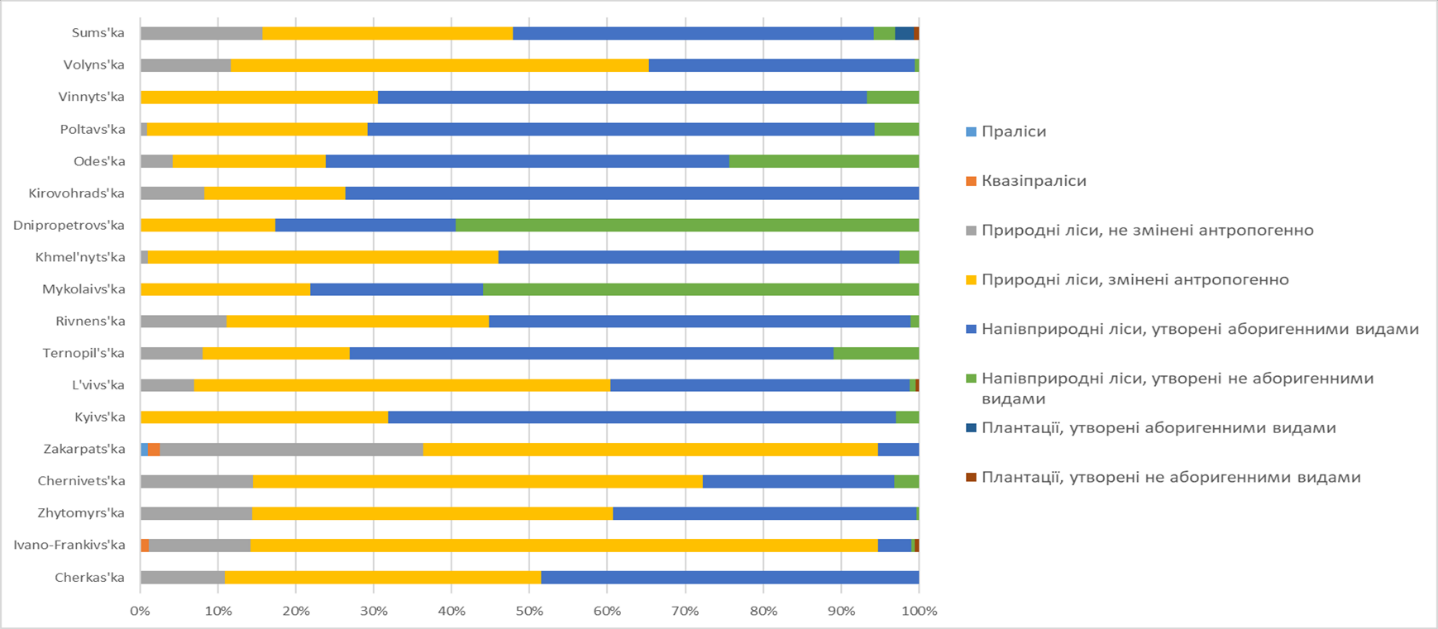 Sums'ka
Volyns'ka
Vinnyts'ka
Poltavs'ka
Odes'ka
Kirovohrads'ka
Dnipropetrovs'ka
Khmel'nyts'ka
Mykolaivs'ka
Rivnens'ka
Ternopil's'ka
L'vivs'ka
Kyivs'ka
Zakarpats'ka
Chernivets'ka
Zhytomyrs'ka
Ivano-Frankivs'ka
Cherkas'ka
0% 10% 20% 30% 40% 50% 60% 70% 80% 90% 100%
Праліси
Квазіпраліси
Природні ліси, не змінені антропогенно
Природні ліси, змінені антропогенно
Напівприродні ліси, утворені аборигенними видами
Напівприродні ліси, утворені не аборигенними
видами
Плантації, утворені аборигенними видами
Плантації, утворені не аборигенними видами